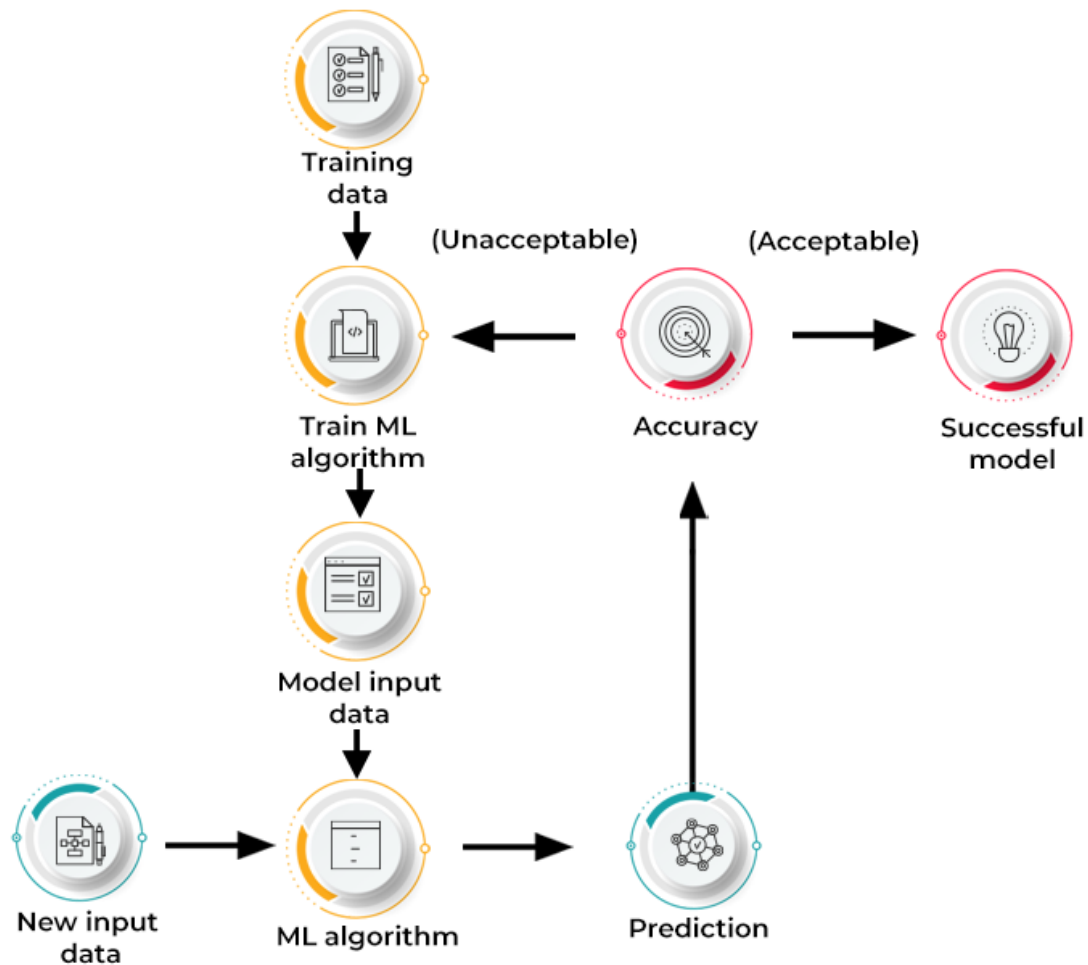 Training
data
(Unacceptable)
(Acceptable)
Train ML
algorithm
Accuracy
Successful
model
Model input
data
New input
data
ML algorithm
Prediction